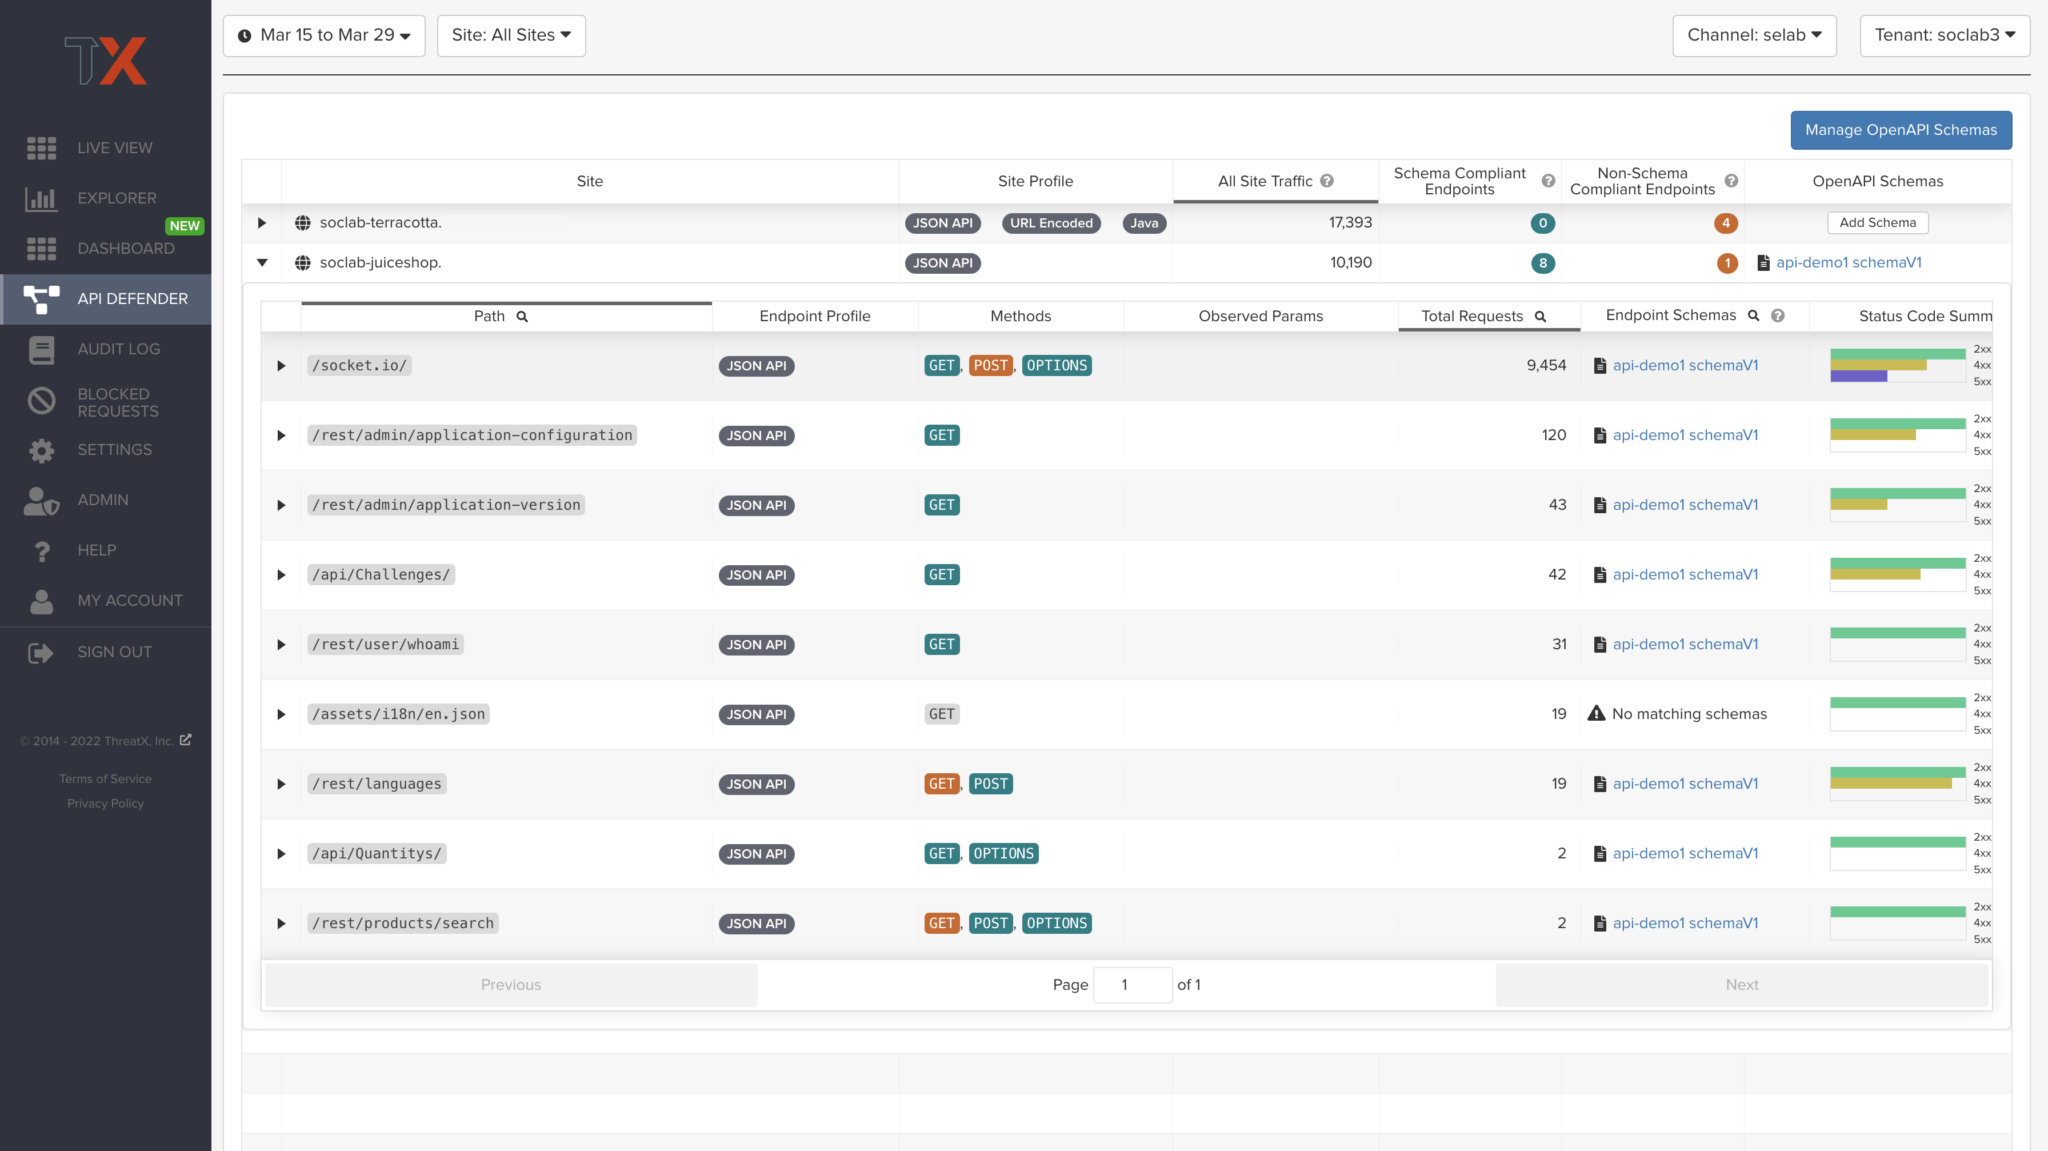 TX
LIVE VIEW
EXPLORER
NEW
DASHBOARD
API DEFENDER
AUDIT LOG
BLOCKED
REQUESTS
SETTINGS
ADMIN
HELP
MY ACCOUNT
SIGN OUT
© 2014 - 2022 ThreatX, Inc.
Terms of Service
Privacy Policy
Mar 15 to Mar 29
Site: All Sites
Channel: selab
Tenant: soclab3
Manage OpenAPI Schemas
Site
Site Profile
All Site Traffic
Schema Compliant
Endpoints
Non-Schema
Compliant Endpoints
OpenAPI Schemas
soclab-terracotta. JSON API URL Encoded Java 17,393 0 4 Add Schema
soclab-juiceshop. JSON API 10,190 8 1 api-demo1 schemaV1
Path Endpoint Profile Methods Observed Params Total Requests Endpoint Schemas Status Code Summ
/socket.io/ JSON API GET, POST, OPTIONS 9,454 api-demo1 schemaV1
2xx
4xx
5xx
/rest/admin/application-configuration JSON API GET 120 api-demo1 schemaV1
2xx
4xx
5xx
/rest/admin/application-version JSON API GET 43 api-demo1 schemaV1
2xx
4xx
5xx
/api/Challenges/ JSON API GET 42 api-demo1 schemaV1
2xx
4xx
5xx
/rest/user/whoami JSON API GET 31 api-demo1 schemaV1
2xx
4xx
5xx
/assets/i18n/en.json JSON API GET 19 No matching schemas
2xx
4xx
5xx
/rest/languages JSON API GET, POST 19 api-demo1 schemaV1
2xx
4xx
5xx
/api/Quantitys/ JSON API GET, OPTIONS 2 api-demo1 schemaV1
2xx
4xx
5xx
/rest/products/search JSON API GET, POST, OPTIONS 2 api-demo1 schemaV1
2xx
4xx
5xx
Previous
Page 1 of 1
Next